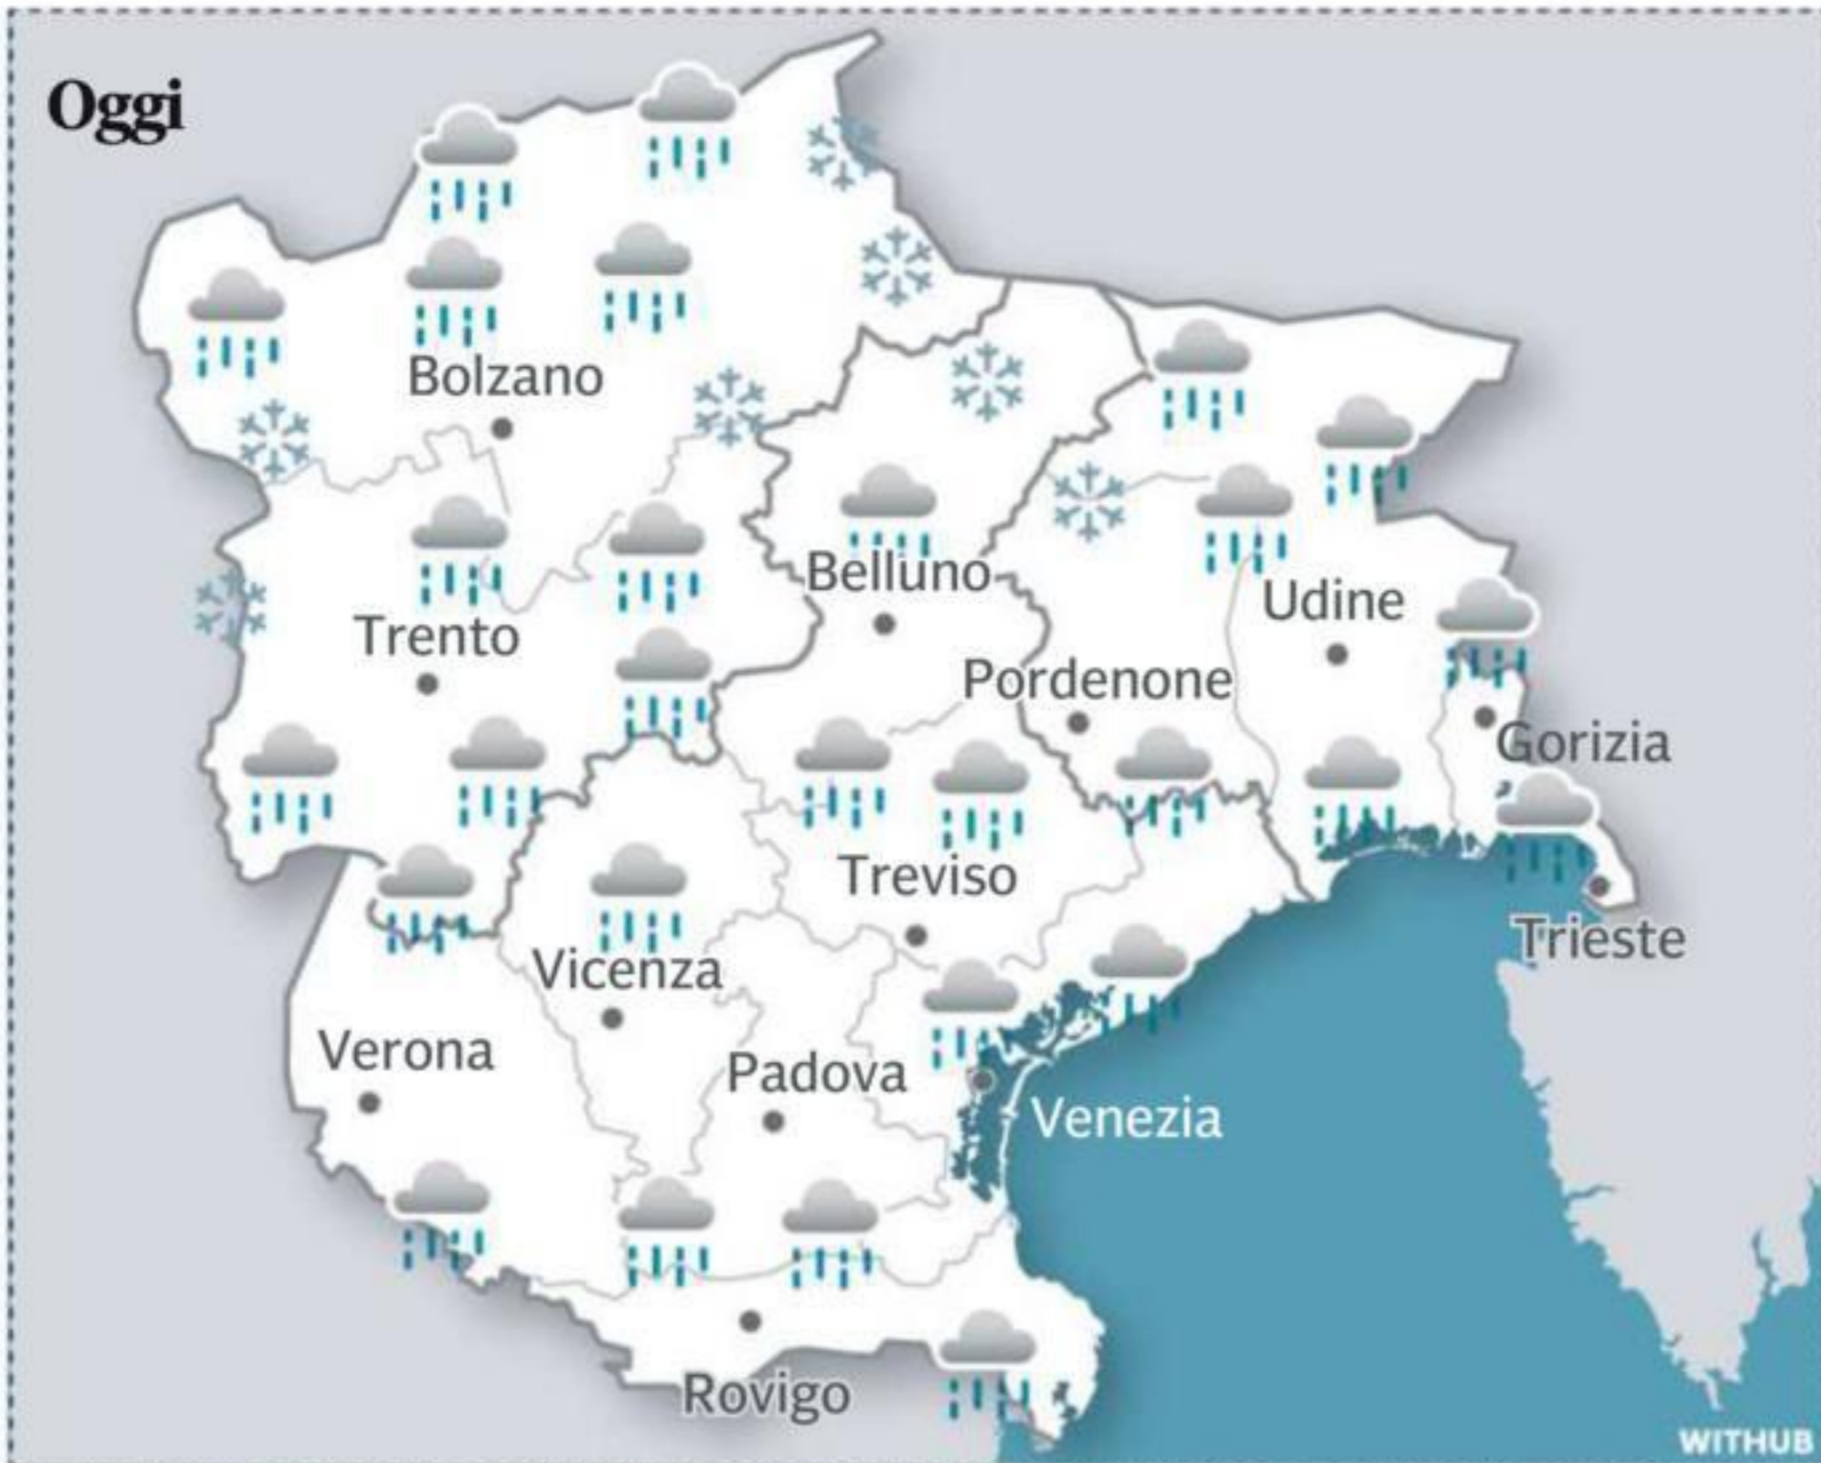 Oggi
Bolzano
Belluno
Udine
Trento
Pordenone
Gorizia
Treviso
Trieste
Vicenza
Verona
Padova
Venezia
Rovigo
WITHUB